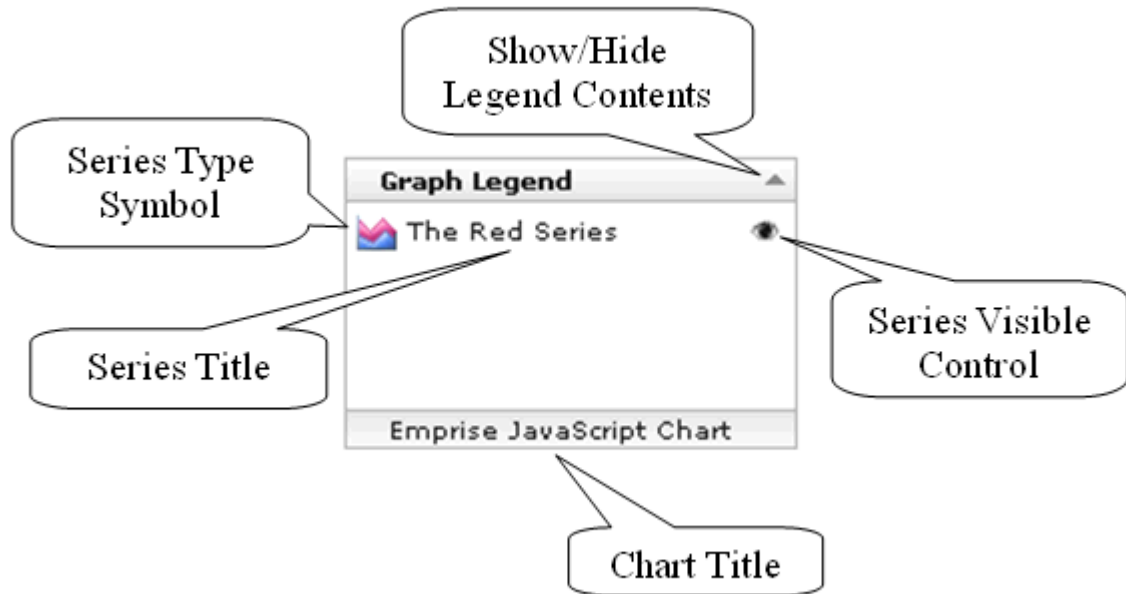 Show/Hide
Legend Contents
Series Type
Symbol
Graph Legend
The Red Series
Series Title
Series Visible
Control
Emprise JavaScript Chart
Chart Title